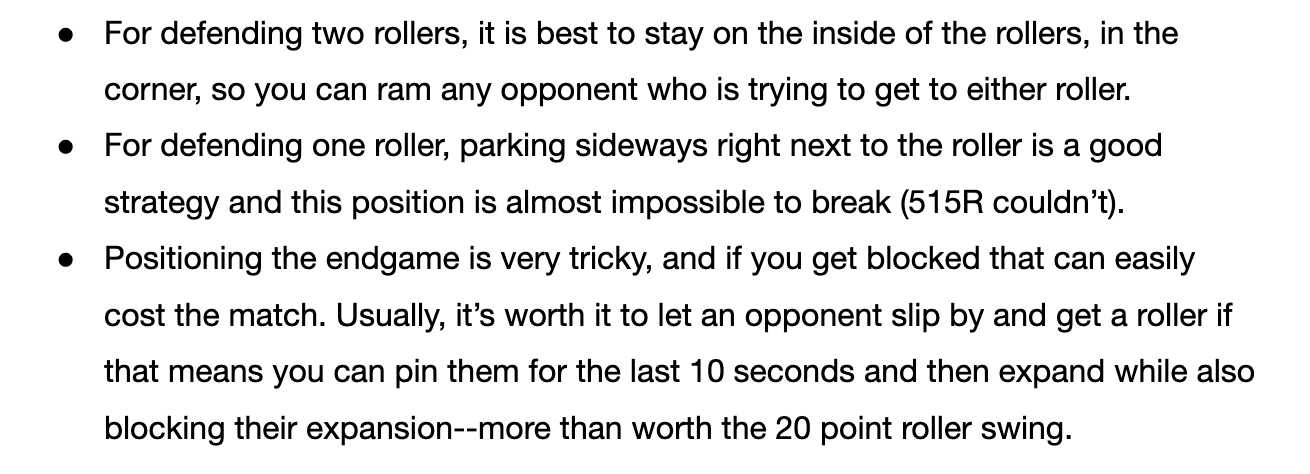 ● For defending two rollers, it is best to stay on the inside of the rollers, in the
corner, so you can ram any opponent who is trying to get to either roller.
● For defending one roller, parking sideways right next to the roller is a good
strategy and this position is almost impossible to break (515R couldn’t).
● Positioning the endgame is very tricky, and if you get blocked that can easily
cost the match. Usually, it’s worth it to let an opponent slip by and get a roller if
that means you can pin them for the last 10 seconds and then expand while also
blocking their expansion--more than worth the 20 point roller swing.